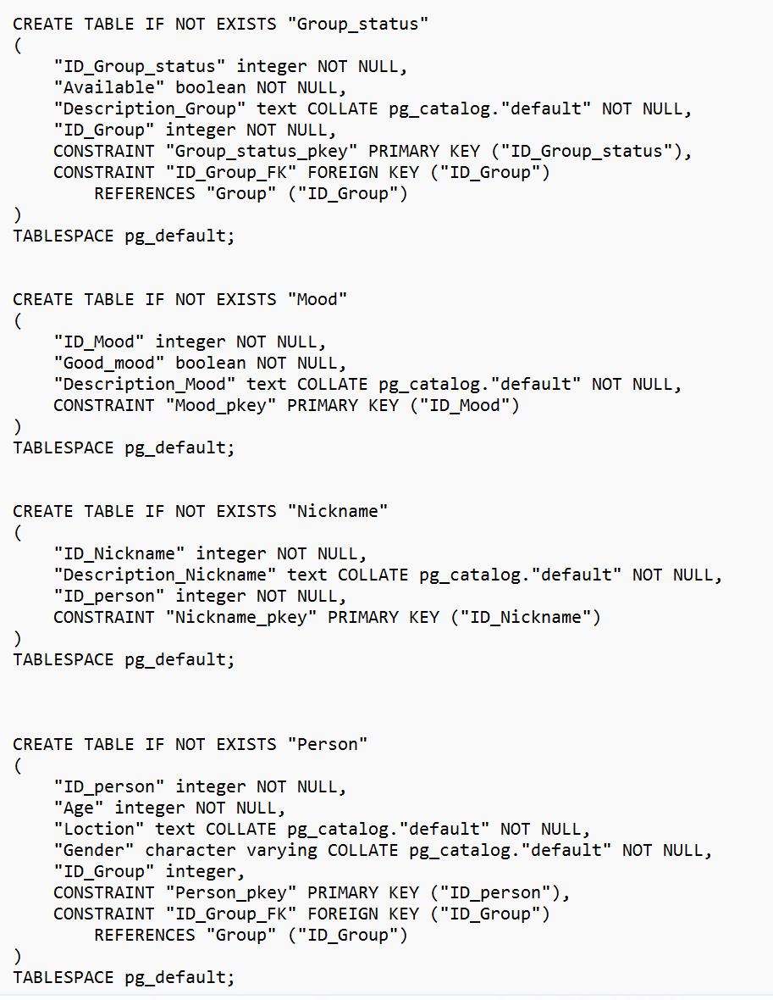 CREATE TABLE IF NOT EXISTS "Group_status"
(
    "ID_Group_status" integer NOT NULL,
    "Available" boolean NOT NULL,
    "Description_Group" text COLLATE pg_catalog."default" NOT NULL,
    "ID_Group" integer NOT NULL,
    CONSTRAINT "Group_status_pkey" PRIMARY KEY ("ID_Group_status"),
    CONSTRAINT "ID_Group_FK" FOREIGN KEY ("ID_Group")
        REFERENCES "Group" ("ID_Group")
)
TABLESPACE pg_default;
CREATE TABLE IF NOT EXISTS "Mood"
(
    "ID_Mood" integer NOT NULL,
    "Good_mood" boolean NOT NULL,
    "Description_Mood" text COLLATE pg_catalog."default" NOT NULL,
    CONSTRAINT "Mood_pkey" PRIMARY KEY ("ID_Mood")
)
TABLESPACE pg_default;
CREATE TABLE IF NOT EXISTS "Nickname"
(
    "ID_Nickname" integer NOT NULL,
    "Description_Nickname" text COLLATE pg_catalog."default" NOT NULL,
    "ID_person" integer NOT NULL,
    CONSTRAINT "Nickname_pkey" PRIMARY KEY ("ID_Nickname")
)
TABLESPACE pg_default;
CREATE TABLE IF NOT EXISTS "Person"
(
    "ID_person" integer NOT NULL,
    "Age" integer NOT NULL,
    "Loction" text COLLATE pg_catalog."default" NOT NULL,
    "Gender" character varying COLLATE pg_catalog."default" NOT NULL,
    "ID_Group" integer,
    CONSTRAINT "Person_pkey" PRIMARY KEY ("ID_person"),
    CONSTRAINT "ID_Group_FK" FOREIGN KEY ("ID_Group")
        REFERENCES "Group" ("ID_Group")
)
TABLESPACE pg_default;